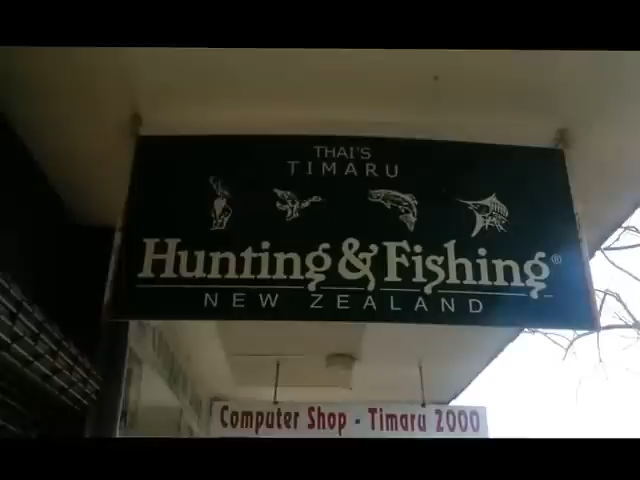 THAI'S
TIMARU
Hunting & Fishing®
NEW ZEALAND
Computer Shop - Timaru 2000